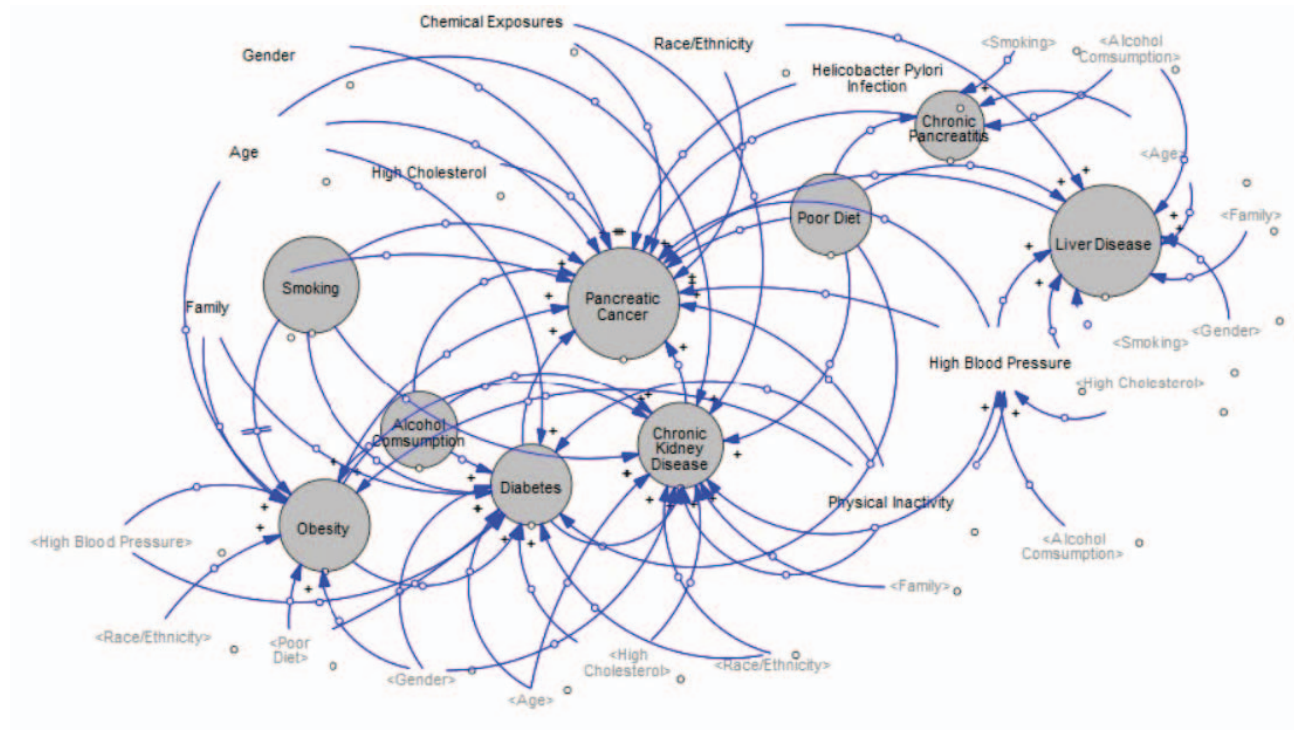 Chemical Exposures
Gender
Race/Ethnicity
<Smoking>
<Alcohol
Comsumption>
Helicobacter Pylori
Infection
Chronic
Pancreatitis
Age
<Age>
High Cholesterol
Poor Diet
<Family>
Liver Disease
Smoking
Pancreatic
Cancer
Family
<Gender>
<Smoking>
High Blood Pressure
<High Cholesterol>
Alcohol
Comsumption
Chronic
Kidney
Disease
Diabetes
Physical Inactivity
Obesity
<High Blood Pressure>
<Alcohol
Comsumption>
<Family>
<Race/Ethnicity>
<Poor
Diet>
<Gender>
<High
Cholesterol>
<Race/Ethnicity>
<Age>